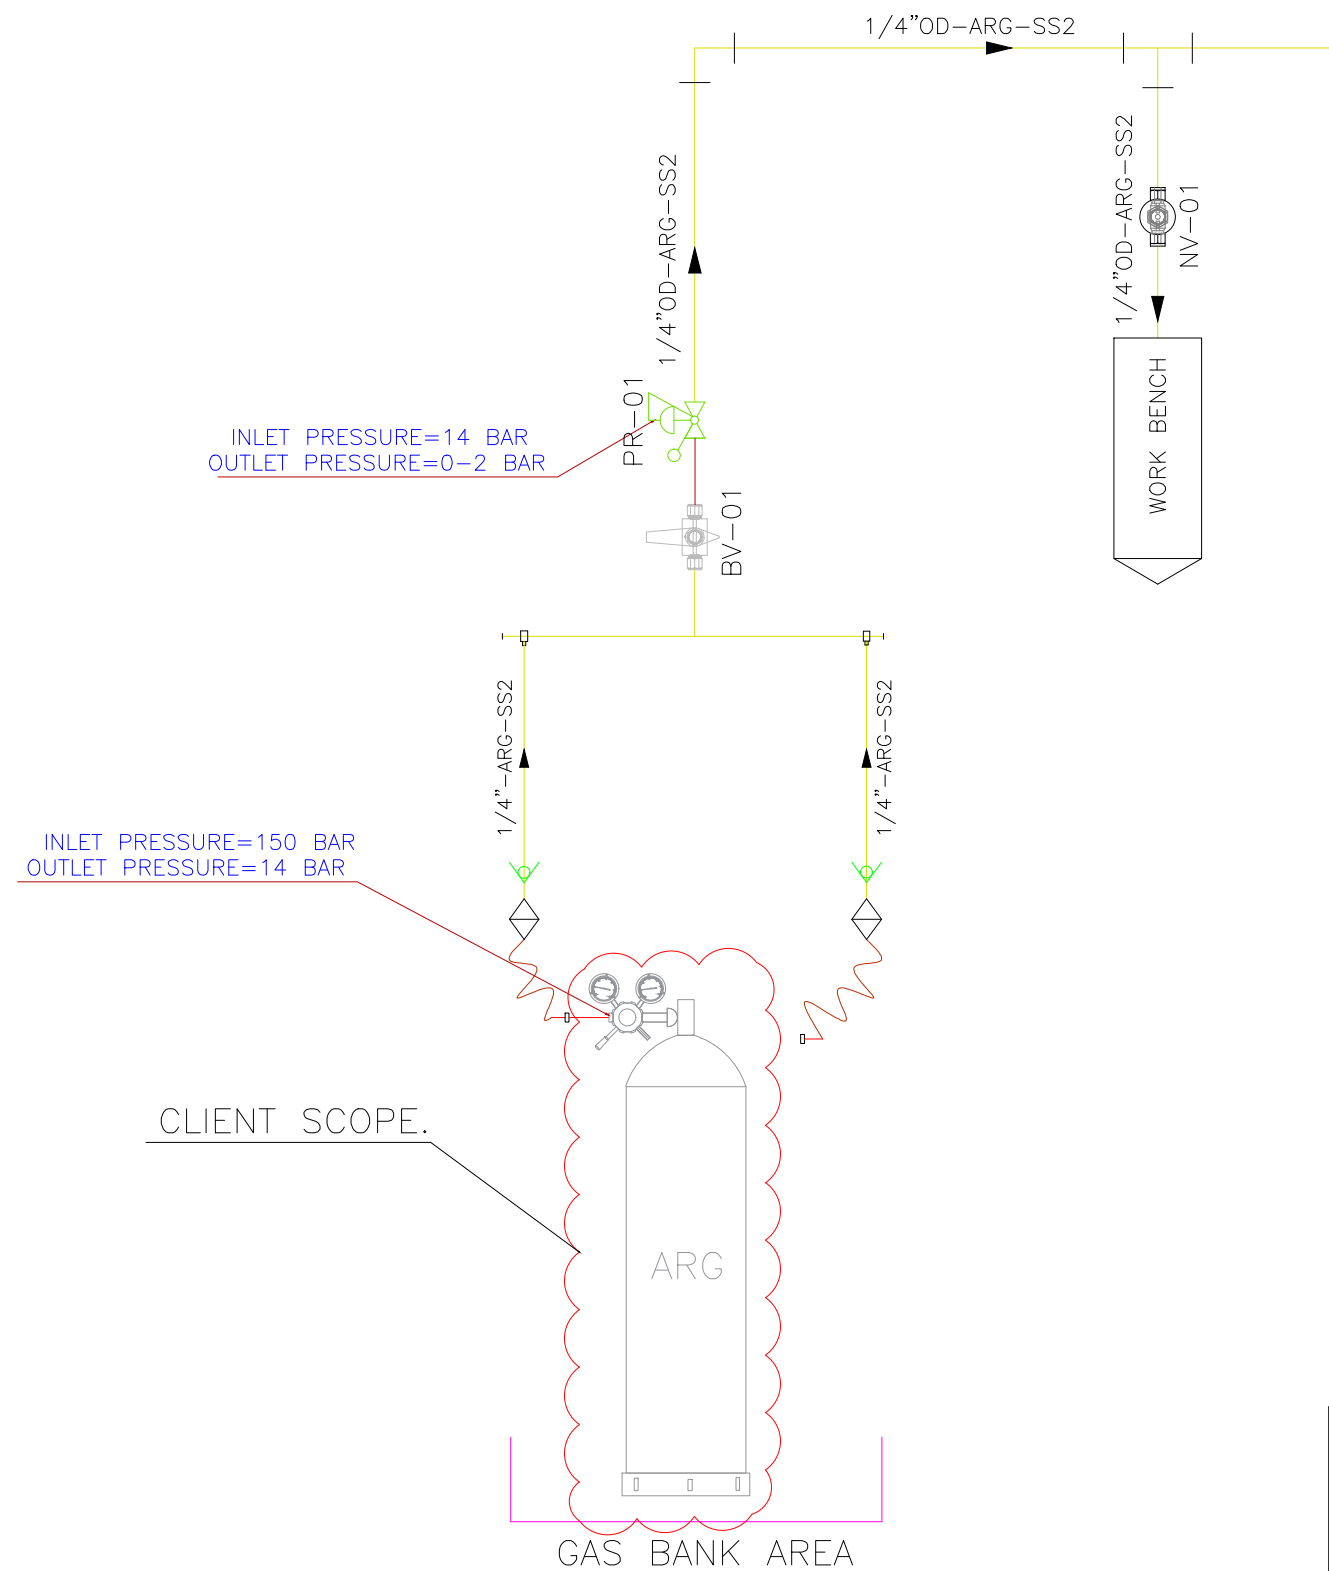 1/4"OD-ARG-SS2
1/4"OD-ARG-SS2
1/4"OD-ARG-SS2
NV-01
WORK BENCH
PR-01
INLET PRESSURE=14 BAR
OUTLET PRESSURE=0-2 BAR
BV-01
1/4"-ARG-SS2
1/4"-ARG-SS2
INLET PRESSURE=150 BAR
OUTLET PRESSURE=14 BAR
CLIENT SCOPE.
ARG
GAS BANK AREA